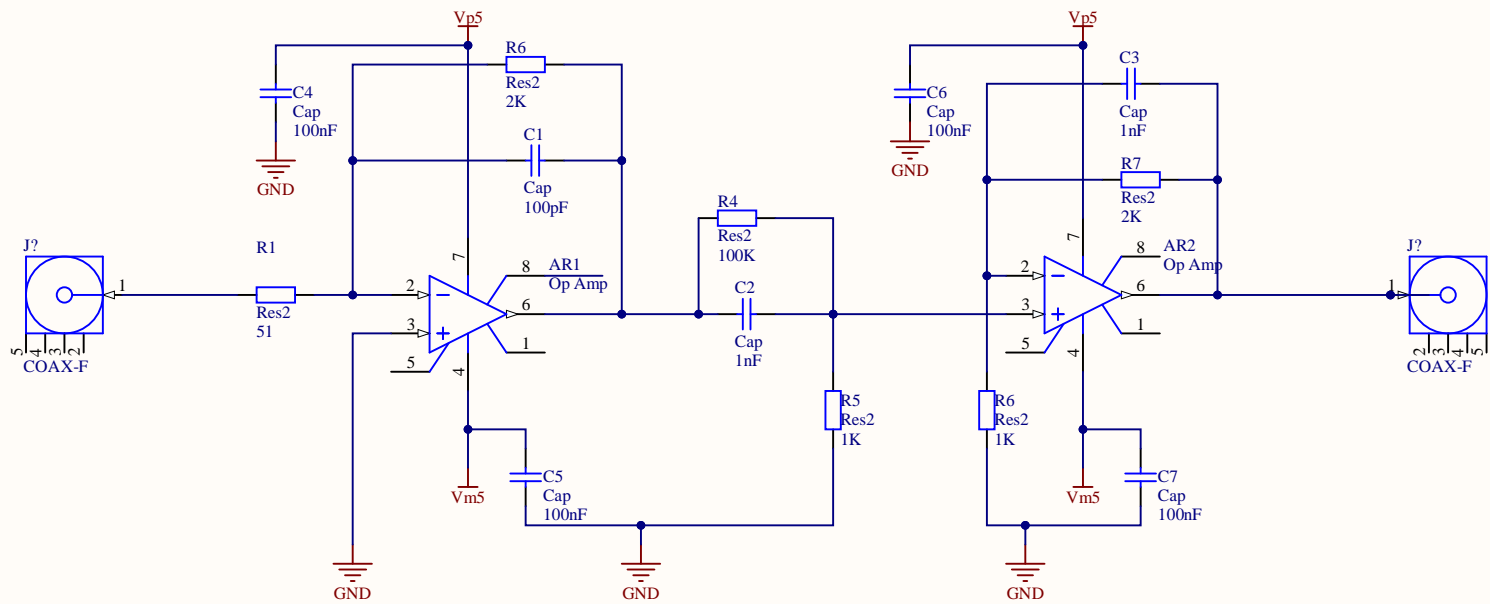 Vp5
C4
Cap
100nF
GND
R6
Res2
2K
C1
Cap
100pF
J?
1
5
4
3
2
COAX-F
R1
Res2
51
7
2
3
5
4
8
6
1
AR1
Op Amp
Vm5
C5
Cap
100nF
GND
GND
R4
Res2
100K
C2
Cap
1nF
R5
Res2
1K
Vp5
C6
Cap
100nF
GND
C3
Cap
1nF
R7
Res2
2K
7
2
3
5
4
8
6
1
AR2
Op Amp
R6
Res2
1K
Vm5
C7
Cap
100nF
GND
J?
1
2
3
4
5
COAX-F